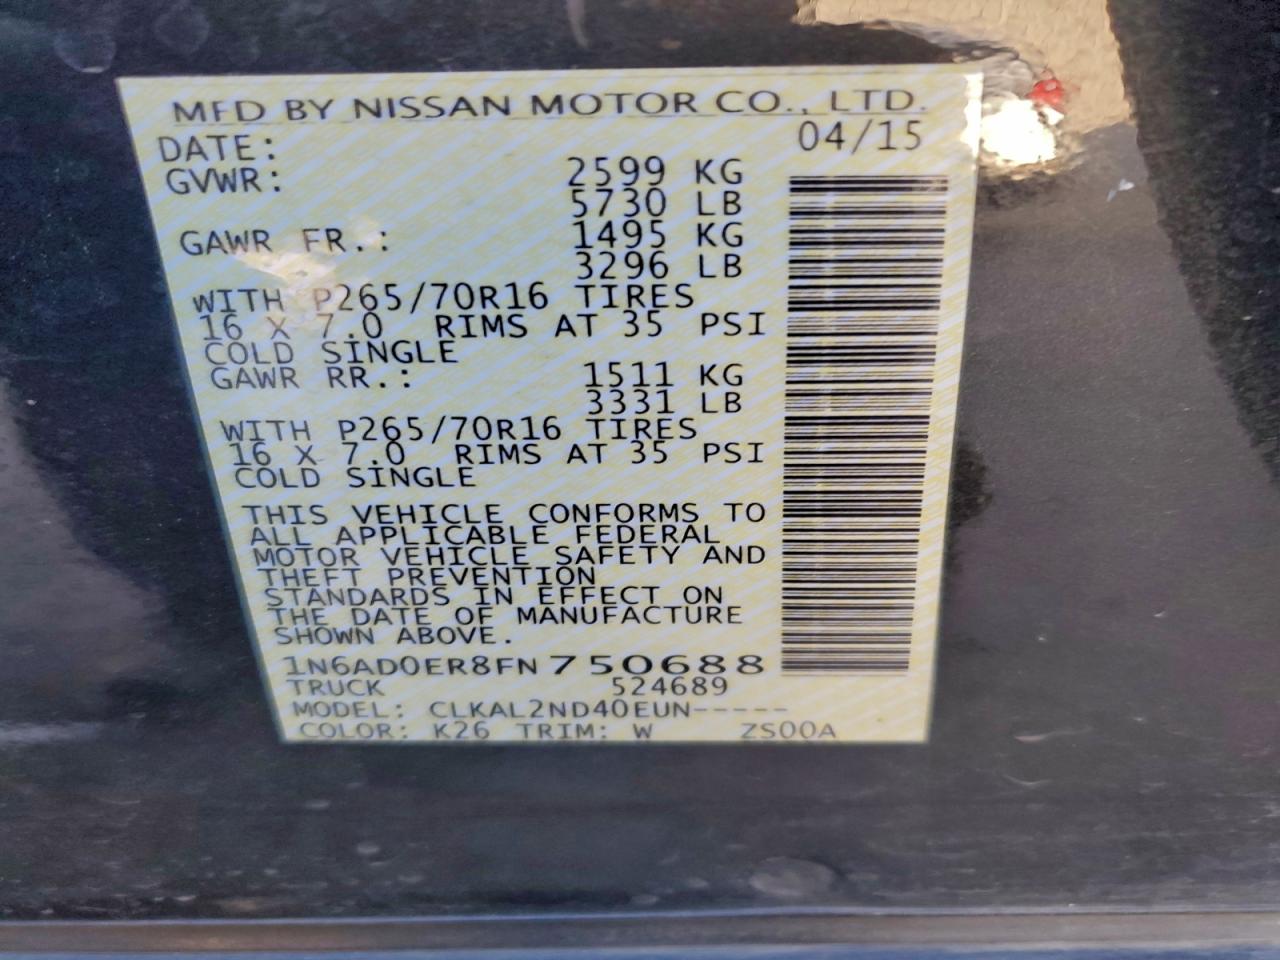 MFD BY NISSAN MOTOR CO., LTD.
DATE: 04/15
GVWR: 2599 KG
5730 LB
GAWR FR.: 1495 KG
3296 LB
WITH P265/70R16 TIRES
16 X 7.0 RIMS AT 35 PSI
COLD SINGLE
GAWR RR.: 1511 KG
3331 LB
WITH P265/70R16 TIRES
16 X 7.0 RIMS AT 35 PSI
COLD SINGLE
THIS VEHICLE CONFORMS TO
ALL APPLICABLE FEDERAL
MOTOR VEHICLE SAFETY AND
THEFT PREVENTION
STANDARDS IN EFFECT ON
THE DATE OF MANUFACTURE
SHOWN ABOVE.
1N6AD0ER8FN750688
TRUCK 524689
MODEL: CLKAL2ND40EUN-----
COLOR: K26 TRIM: W ZS00A